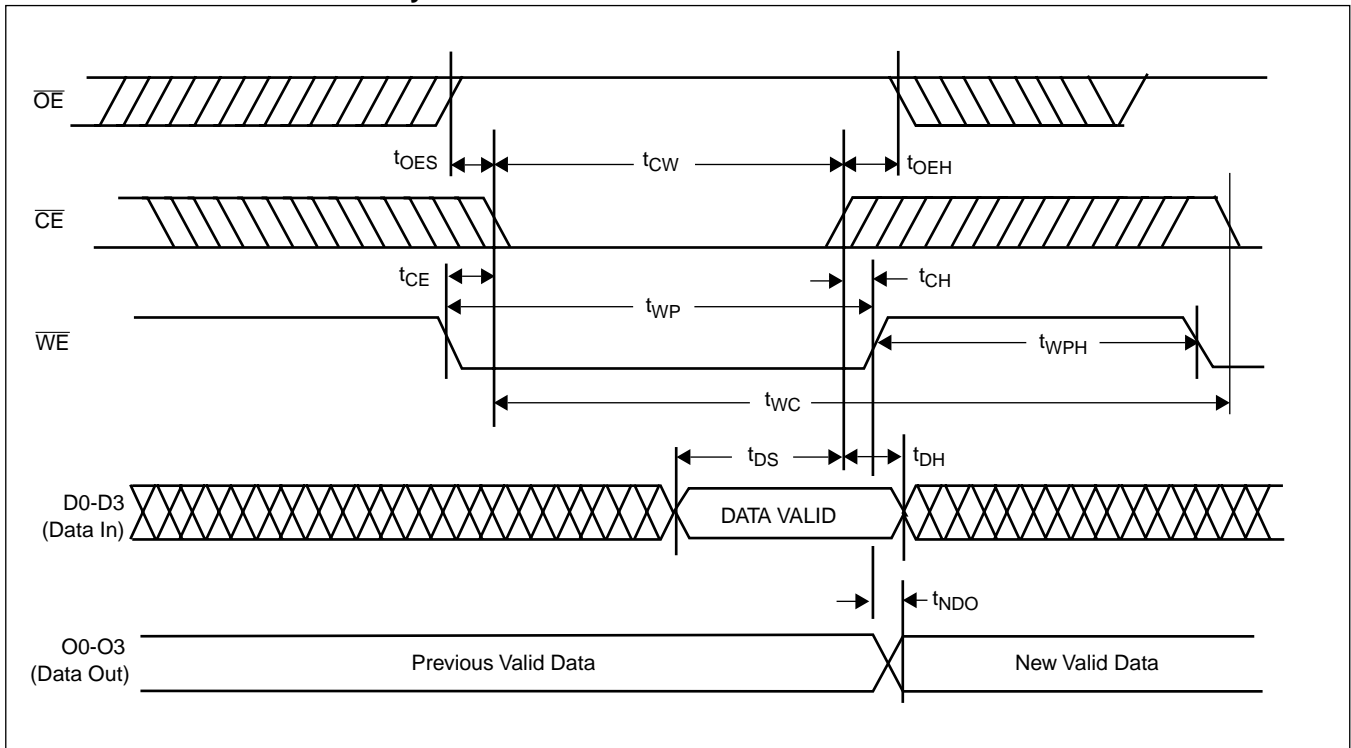 OE
tOES
tCW
tOEH
CE
tCE
tCH
tWP
WE
tWPH
tWC
tDS
tDH
D0-D3
(Data In)
DATA VALID
tNDO
O0-O3
(Data Out)
Previous Valid Data
New Valid Data